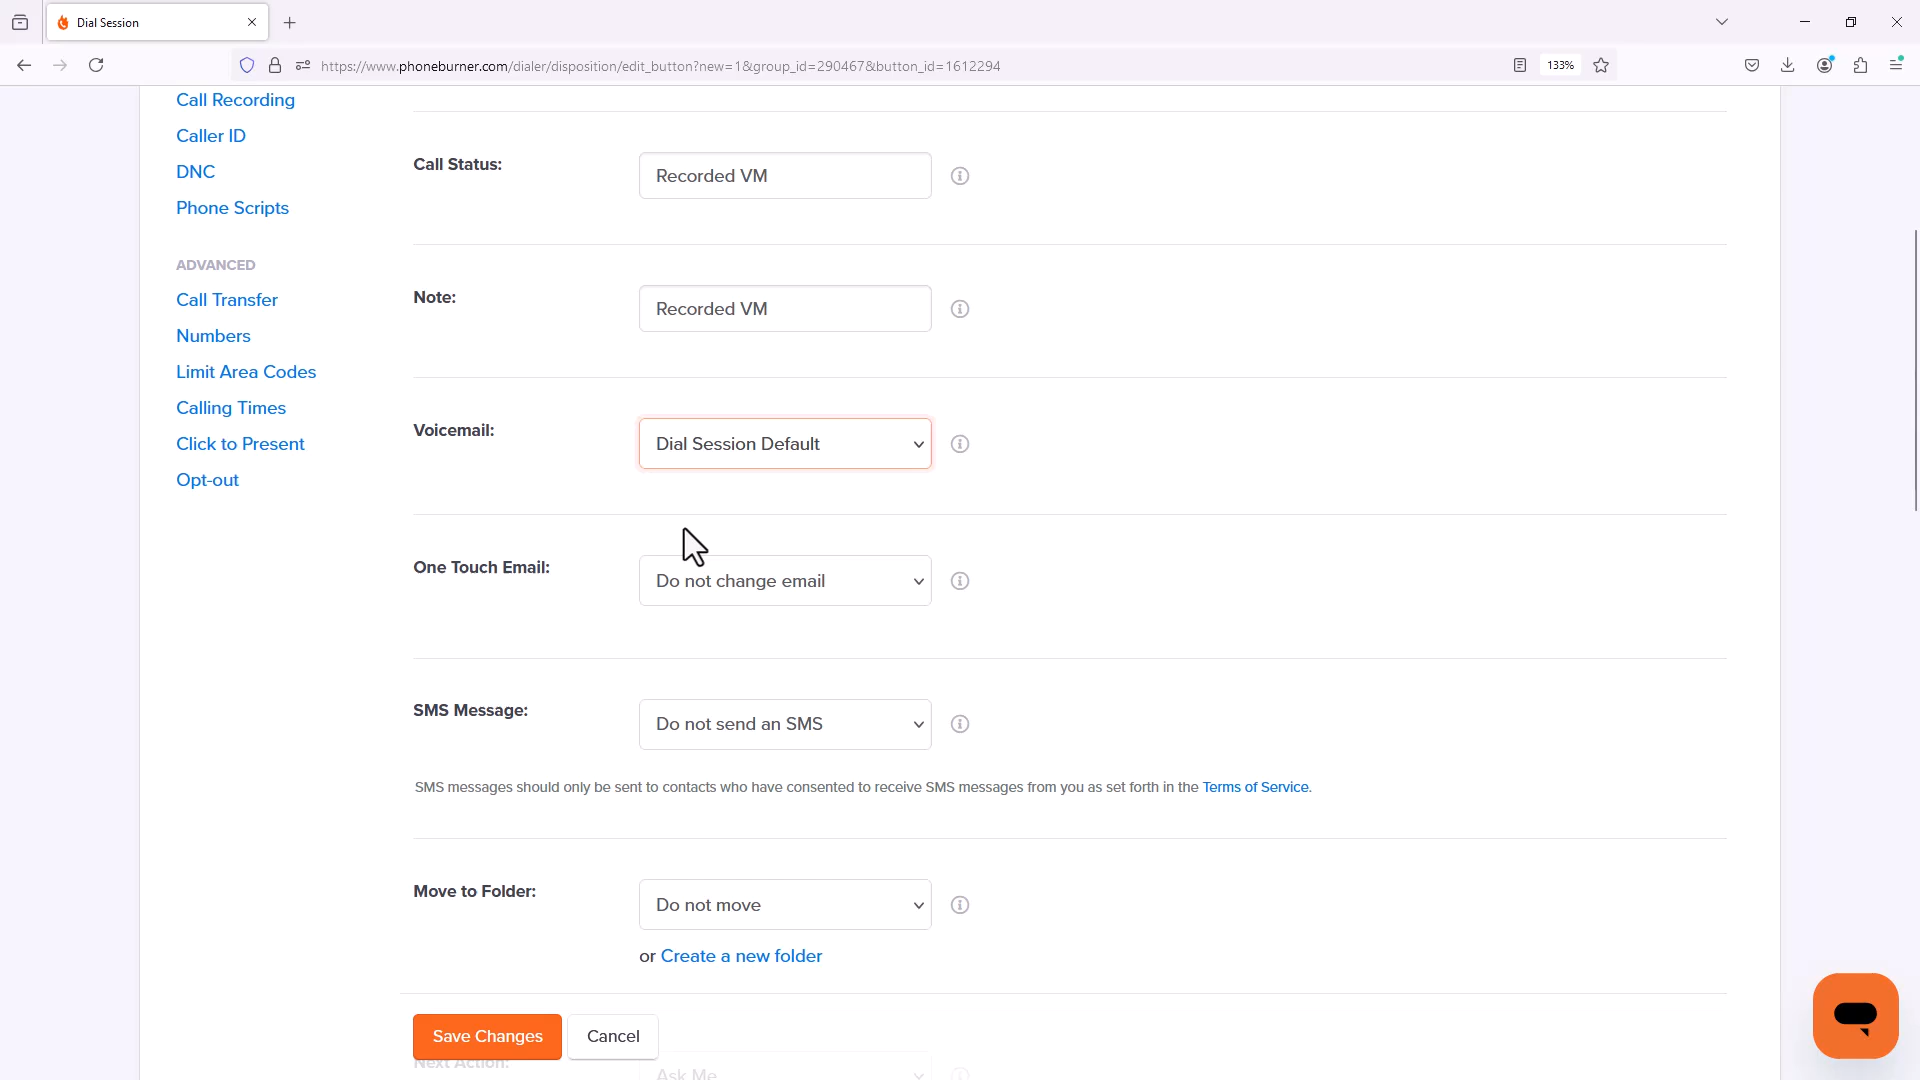 Dial Session
https://www.phoneburner.com/dialer/disposition/edit_button?new=1&group_id=290467&button_id=1612294
133%
Call Recording
Caller ID
DNC
Phone Scripts
ADVANCED
Call Transfer
Numbers
Limit Area Codes
Calling Times
Click to Present
Opt-out
Call Status:
Recorded VM
Note:
Recorded VM
Voicemail:
Dial Session Default
One Touch Email:
Do not change email
SMS Message:
Do not send an SMS
SMS messages should only be sent to contacts who have consented to receive SMS messages from you as set forth in the Terms of Service.
Move to Folder:
Do not move
or Create a new folder
Save Changes
Cancel
Next Action:
Ask Me